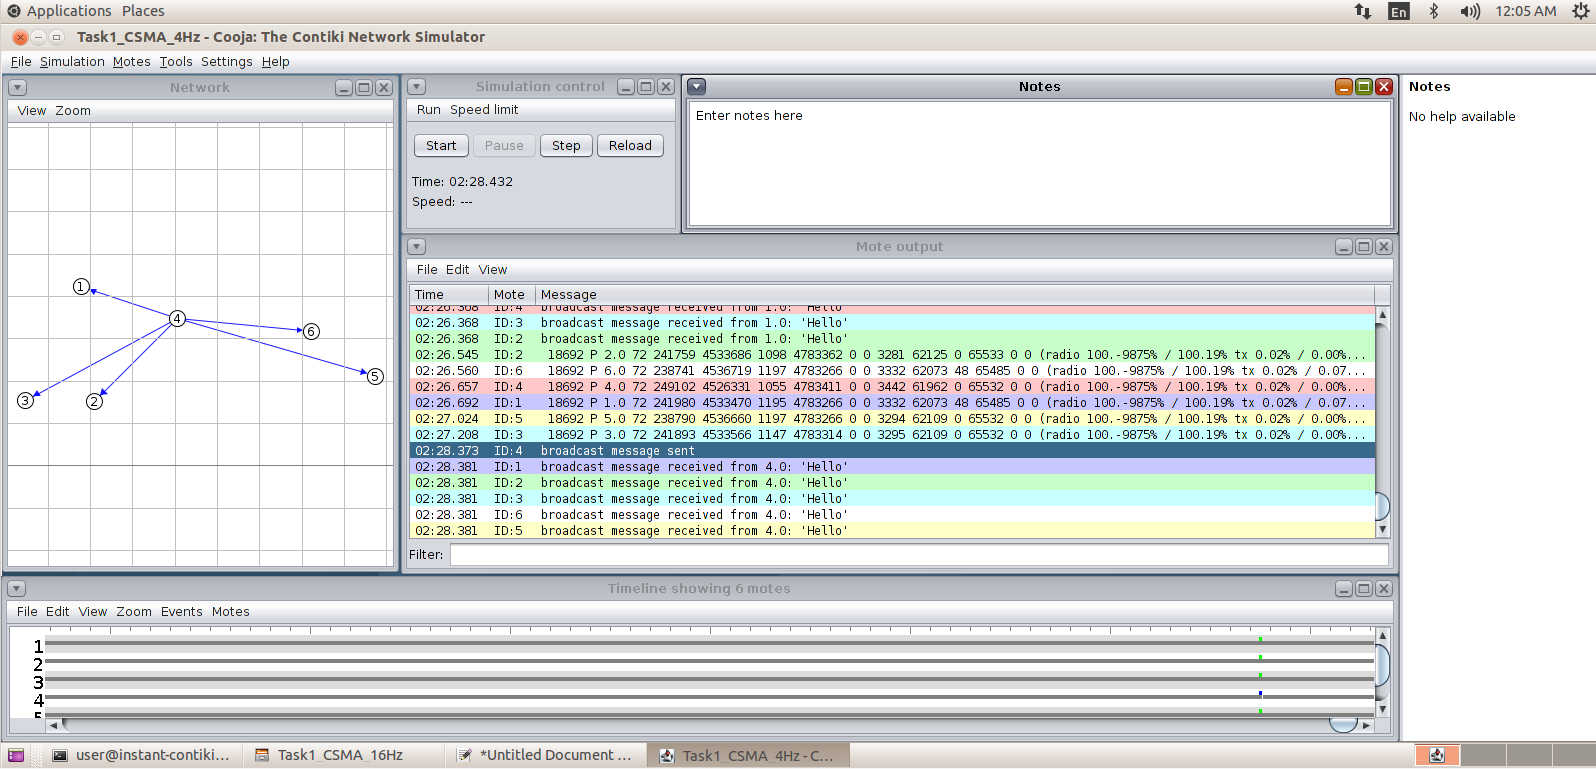 Applications Places
En 12:05 AM
Task1_CSMA_4Hz - Cooja: The Contiki Network Simulator
File Simulation Motes Tools Settings Help
Network
View Zoom
1
4
6
5
3
2
Simulation control
Run Speed limit
Start Pause Step Reload
Time: 02:28.432
Speed: ---
Notes
Enter notes here
Notes
No help available
Mote output
File Edit View
Time Mote Message
02:26.368 ID:4 broadcast message received from 1.0: 'Hello'
02:26.368 ID:3 broadcast message received from 1.0: 'Hello'
02:26.368 ID:2 broadcast message received from 1.0: 'Hello'
02:26.545 ID:2 18692 P 2.0 72 241759 4533686 1098 4783362 0 0 3281 62125 0 65533 0 0 (radio 100.-9875% / 100.19% tx 0.02% / 0.00%...
02:26.560 ID:6 18692 P 6.0 72 238741 4536719 1197 4783266 0 0 3332 62073 48 65485 0 0 (radio 100.-9875% / 100.19% tx 0.02% / 0.07...
02:26.657 ID:4 18692 P 4.0 72 249102 4526331 1055 4783411 0 0 3442 61962 0 65532 0 0 (radio 100.-9875% / 100.19% tx 0.02% / 0.00%...
02:26.692 ID:1 18692 P 1.0 72 241980 4533470 1195 4783266 0 0 3332 62073 48 65485 0 0 (radio 100.-9875% / 100.19% tx 0.02% / 0.07...
02:27.024 ID:5 18692 P 5.0 72 238790 4536660 1197 4783266 0 0 3294 62109 0 65532 0 0 (radio 100.-9875% / 100.19% tx 0.02% / 0.00%...
02:27.208 ID:3 18692 P 3.0 72 241893 4533566 1147 4783314 0 0 3295 62109 0 65532 0 0 (radio 100.-9875% / 100.19% tx 0.02% / 0.00%...
02:28.373 ID:4 broadcast message sent
02:28.381 ID:1 broadcast message received from 4.0: 'Hello'
02:28.381 ID:2 broadcast message received from 4.0: 'Hello'
02:28.381 ID:3 broadcast message received from 4.0: 'Hello'
02:28.381 ID:6 broadcast message received from 4.0: 'Hello'
02:28.381 ID:5 broadcast message received from 4.0: 'Hello'
Filter:
Timeline showing 6 motes
File Edit View Zoom Events Motes
1
2
3
4
5
user@instant-contiki... Task1_CSMA_16Hz *Untitled Document ... Task1_CSMA_4Hz - C...